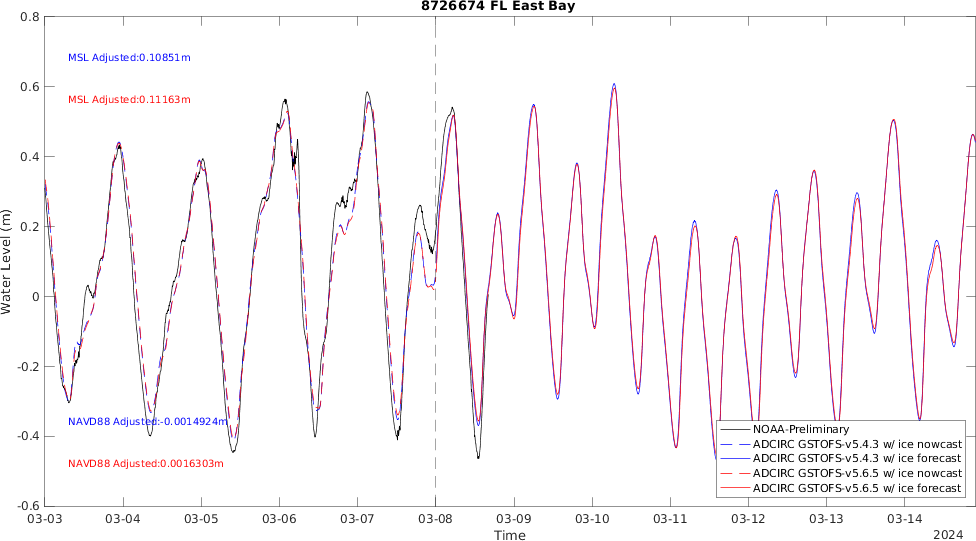 8726674 FL East Bay
0.8
MSL Adjusted:0.10851m
0.6
MSL Adjusted:0.11163m
0.4
0.2
Water Level (m)
0
-0.2
NAVD88 Adjusted:-0.0014924m
-0.4
NAVD88 Adjusted:0.0016303m
-0.6
NOAA-Preliminary
ADCIRC GSTOFS-v5.4.3 w/ ice nowcast
ADCIRC GSTOFS-v5.4.3 w/ ice forecast
ADCIRC GSTOFS-v5.6.5 w/ ice nowcast
ADCIRC GSTOFS-v5.6.5 w/ ice forecast
03-03 03-04 03-05 03-06 03-07 03-08 03-09 03-10 03-11 03-12 03-13 03-14
Time
2024